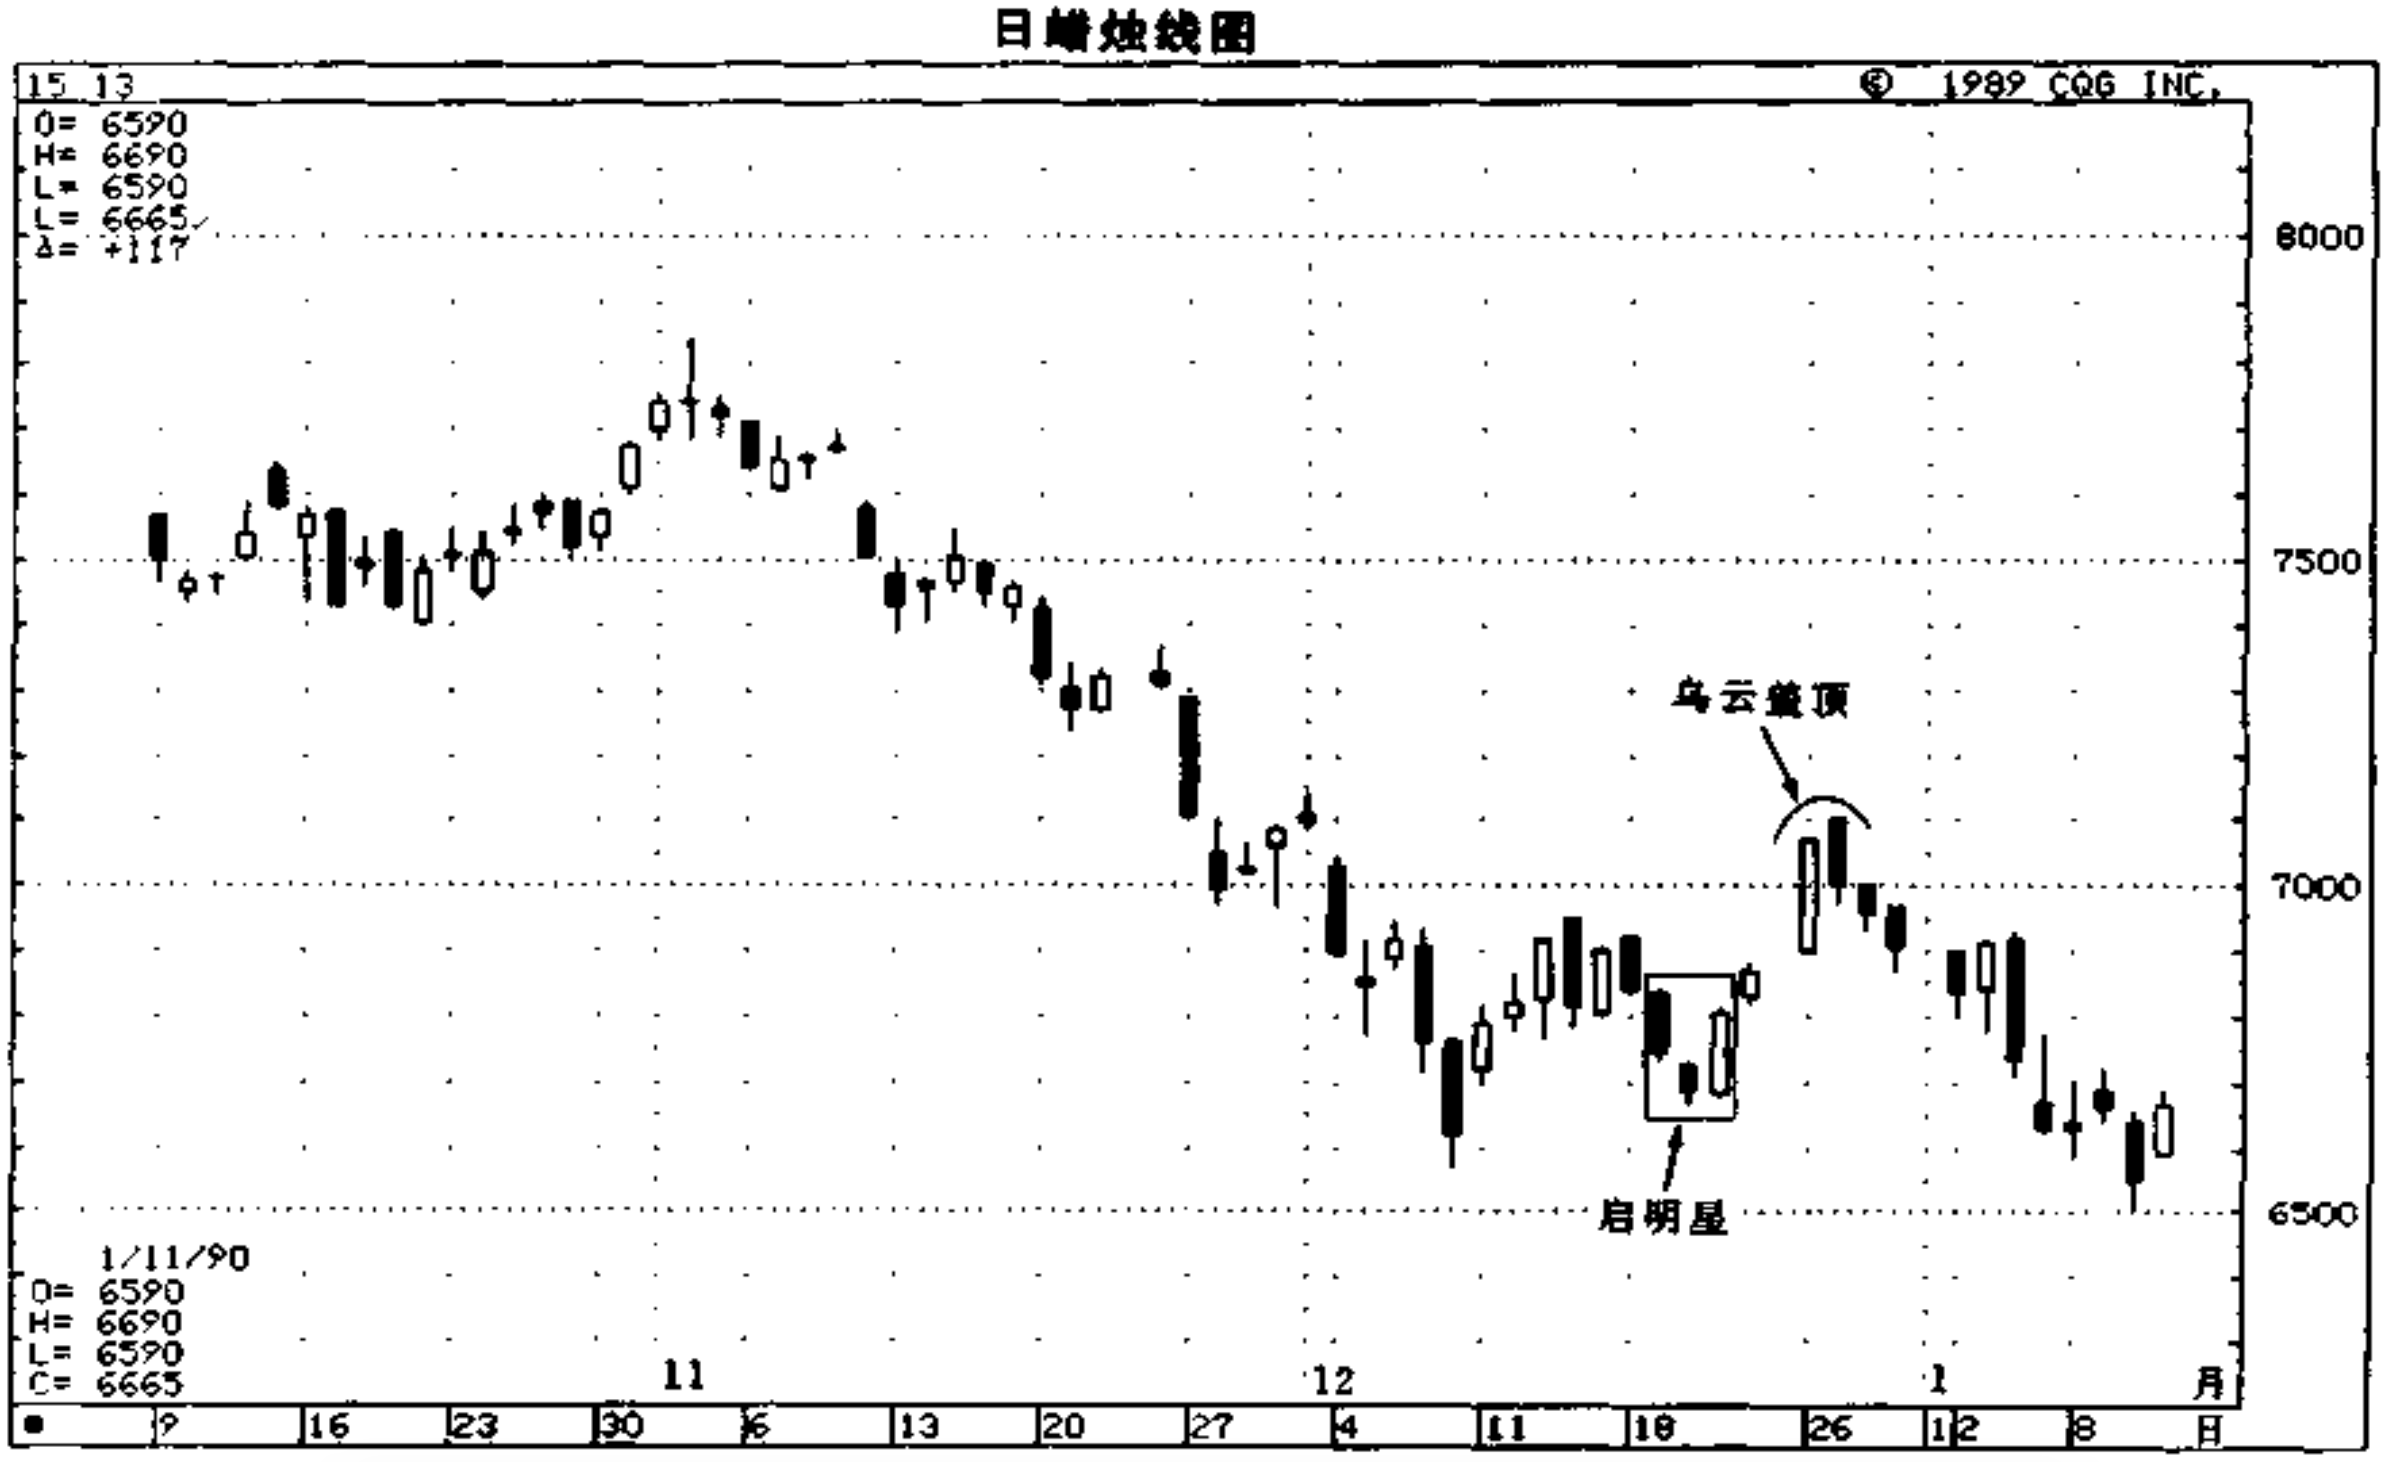 日蜡烛线图
15 13
© 1989 CQG INC.
O= 6590
H= 6690
L= 6590
L= 6665
Δ= +117
8000
7500
乌云盖顶
7000
启明星
6500
1/11/90
O= 6590
H= 6690
L= 6590
C= 6665
11 12 1 月
9 16 23 30 6 13 20 27 4 11 18 26 1 2 8 日